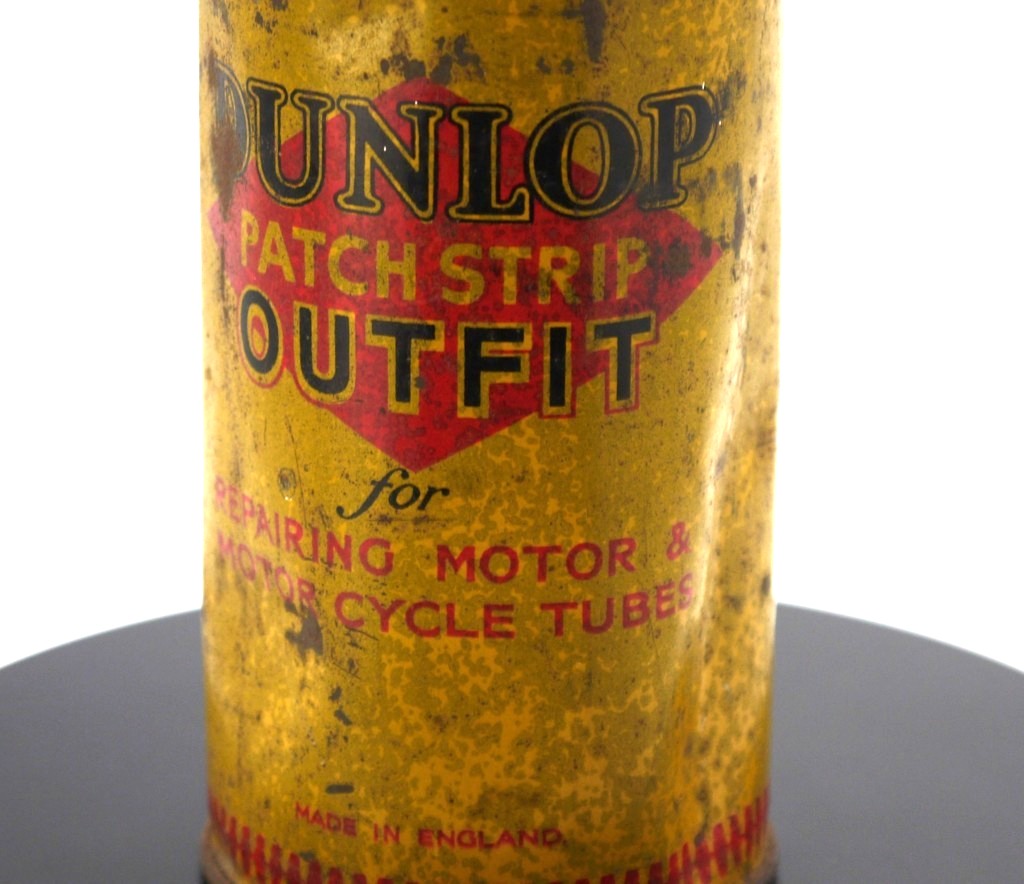 DUNLOP
PATCH STRIP
OUTFIT
for
REPAIRING MOTOR &
MOTOR CYCLE TUBES
MADE IN ENGLAND.